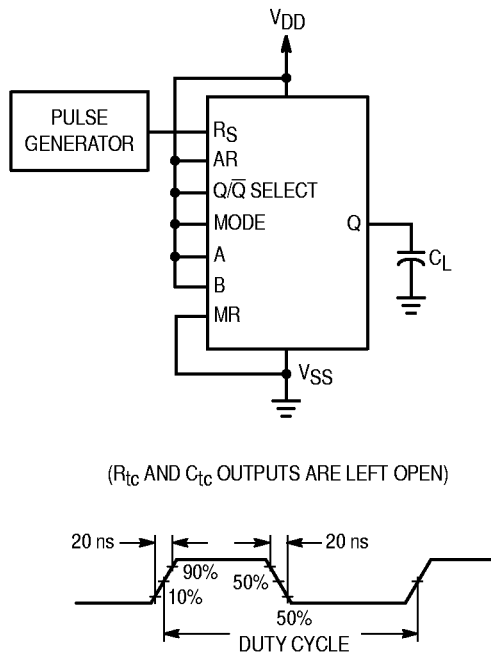 VDD
PULSE
GENERATOR
RS
AR
Q/Q̅ SELECT
MODE
A
B
MR
Q
CL
VSS
(Rtc AND Ctc OUTPUTS ARE LEFT OPEN)
20 ns
20 ns
90%
50%
10%
50%
DUTY CYCLE